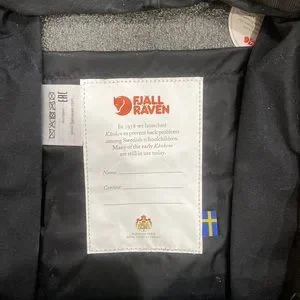 FJÄLL
RÄVEN
In 1978 we launched
Kånken to prevent back problems
among Swedish schoolchildren.
Many of the early Kånkens
are still in use today.
Name
Contact
EAC